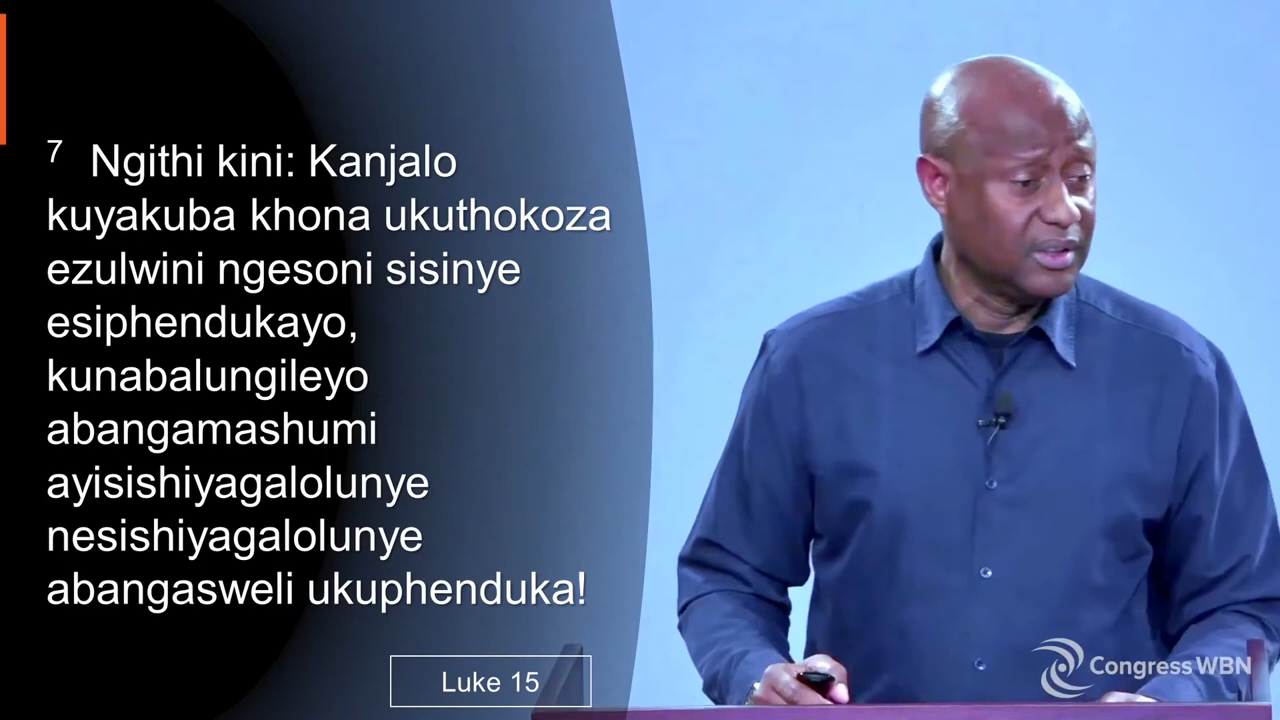 7 Ngithi kini: Kanjalo
kuyakuba khona ukuthokoza
ezulwini ngesoni sisinye
esiphendukayo,
kunabalungileyo
abangamashumi
ayisishiyagalolunye
nesishiyagalolunye
abangasweli ukuphenduka!
Luke 15
Congress WBN